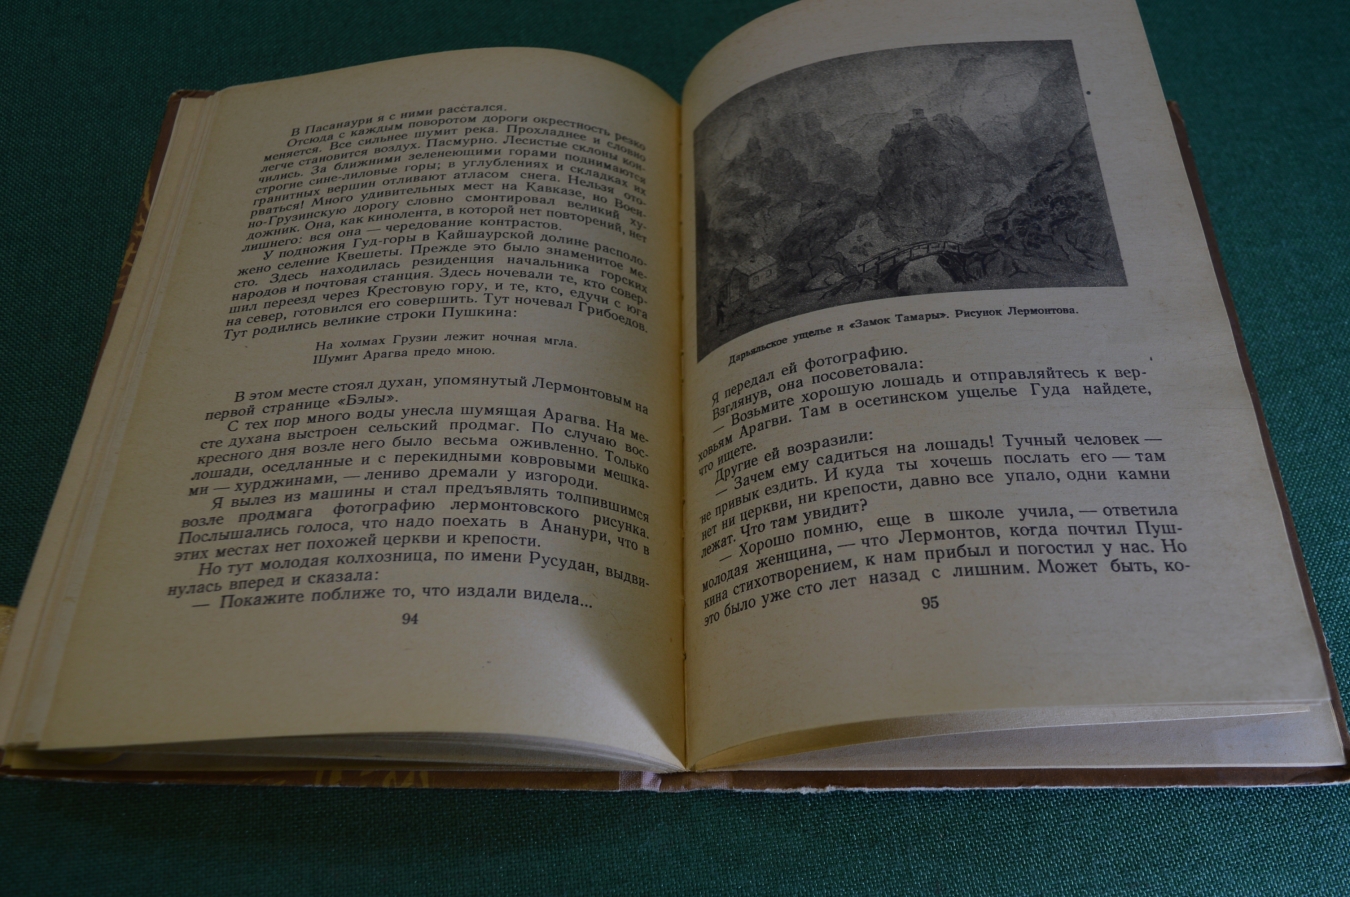 В Пасанаури я с ними расстался.
Отсюда с каждым поворотом дороги окрестность резко
меняется. Все сильнее шумит река. Прохладнее и словно
легче становится воздух. Пасмурно. Лесистые склоны кон-
чились. За ближними зеленеющими горами поднимаются
строгие сине-лиловые горы; в углублениях и складках их
гранитных вершин отливают атласом снега. Нельзя ото-
рваться! Много удивительных мест на Кавказе, но Воен-
но-Грузинскую дорогу словно смонтировал великий ху-
дожник. Она, как кинолента, в которой нет повторений, нет
лишнего: вся она — чередование контрастов.
У подножия Гуд-горы в Кайшаурской долине располо-
жено селение Квешеты. Прежде это было знаменитое ме-
сто. Здесь находилась резиденция начальника горских
народов и почтовая станция. Здесь ночевали те, кто совер-
шил переезд через Крестовую гору, и те, кто, едучи с юга
на север, готовился его совершить. Тут ночевал Грибоедов.
Тут родились великие строки Пушкина:
На холмах Грузии лежит ночная мгла.
Шумит Арагва предо мною.
В этом месте стоял духан, упомянутый Лермонтовым на
первой странице «Бэлы».
С тех пор много воды унесла шумящая Арагва. На ме-
сте духана выстроен сельский продмаг. По случаю вос-
кресного дня возле него было весьма оживленно. Только
лошади, оседланные и с перекидными ковровыми мешка-
ми — хурджинами, — лениво дремали у изгороди.
Я вылез из машины и стал предъявлять толпившимся
возле продмага фотографию лермонтовского рисунка.
Послышались голоса, что надо поехать в Ананури, что в
этих местах нет похожей церкви и крепости.
Но тут молодая колхозница, по имени Русудан, выдви-
нулась вперед и сказала:
— Покажите поближе то, что издали видела...
94
Дарьяльское ущелье и «Замок Тамары». Рисунок Лермонтова.
Я передал ей фотографию.
Взглянув, она посоветовала:
— Возьмите хорошую лошадь и отправляйтесь к вер-
ховьям Арагви. Там в осетинском ущелье Гуда найдете,
что ищете.
Другие ей возразили:
— Зачем ему садиться на лошадь! Тучный человек —
не привык ездить. И куда ты хочешь послать его — там
нет ни церкви, ни крепости, давно все упало, одни камни
лежат. Что там увидит?
— Хорошо помню, еще в школе учила, — ответила
молодая женщина, — что Лермонтов, когда почтил Пуш-
кина стихотворением, к нам прибыл и погостил у нас. Но
это было уже сто лет назад с лишним. Может быть, ко-
95